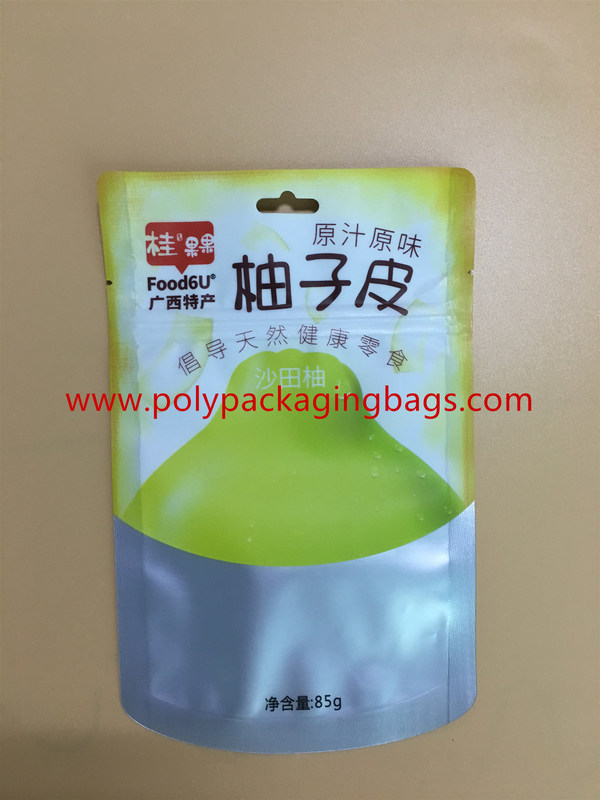 桂果果
Food6U®
广西特产
原汁原味
柚子皮
倡导天然健康零食
沙田柚
www.polypackagingbags.com
净含量:85g